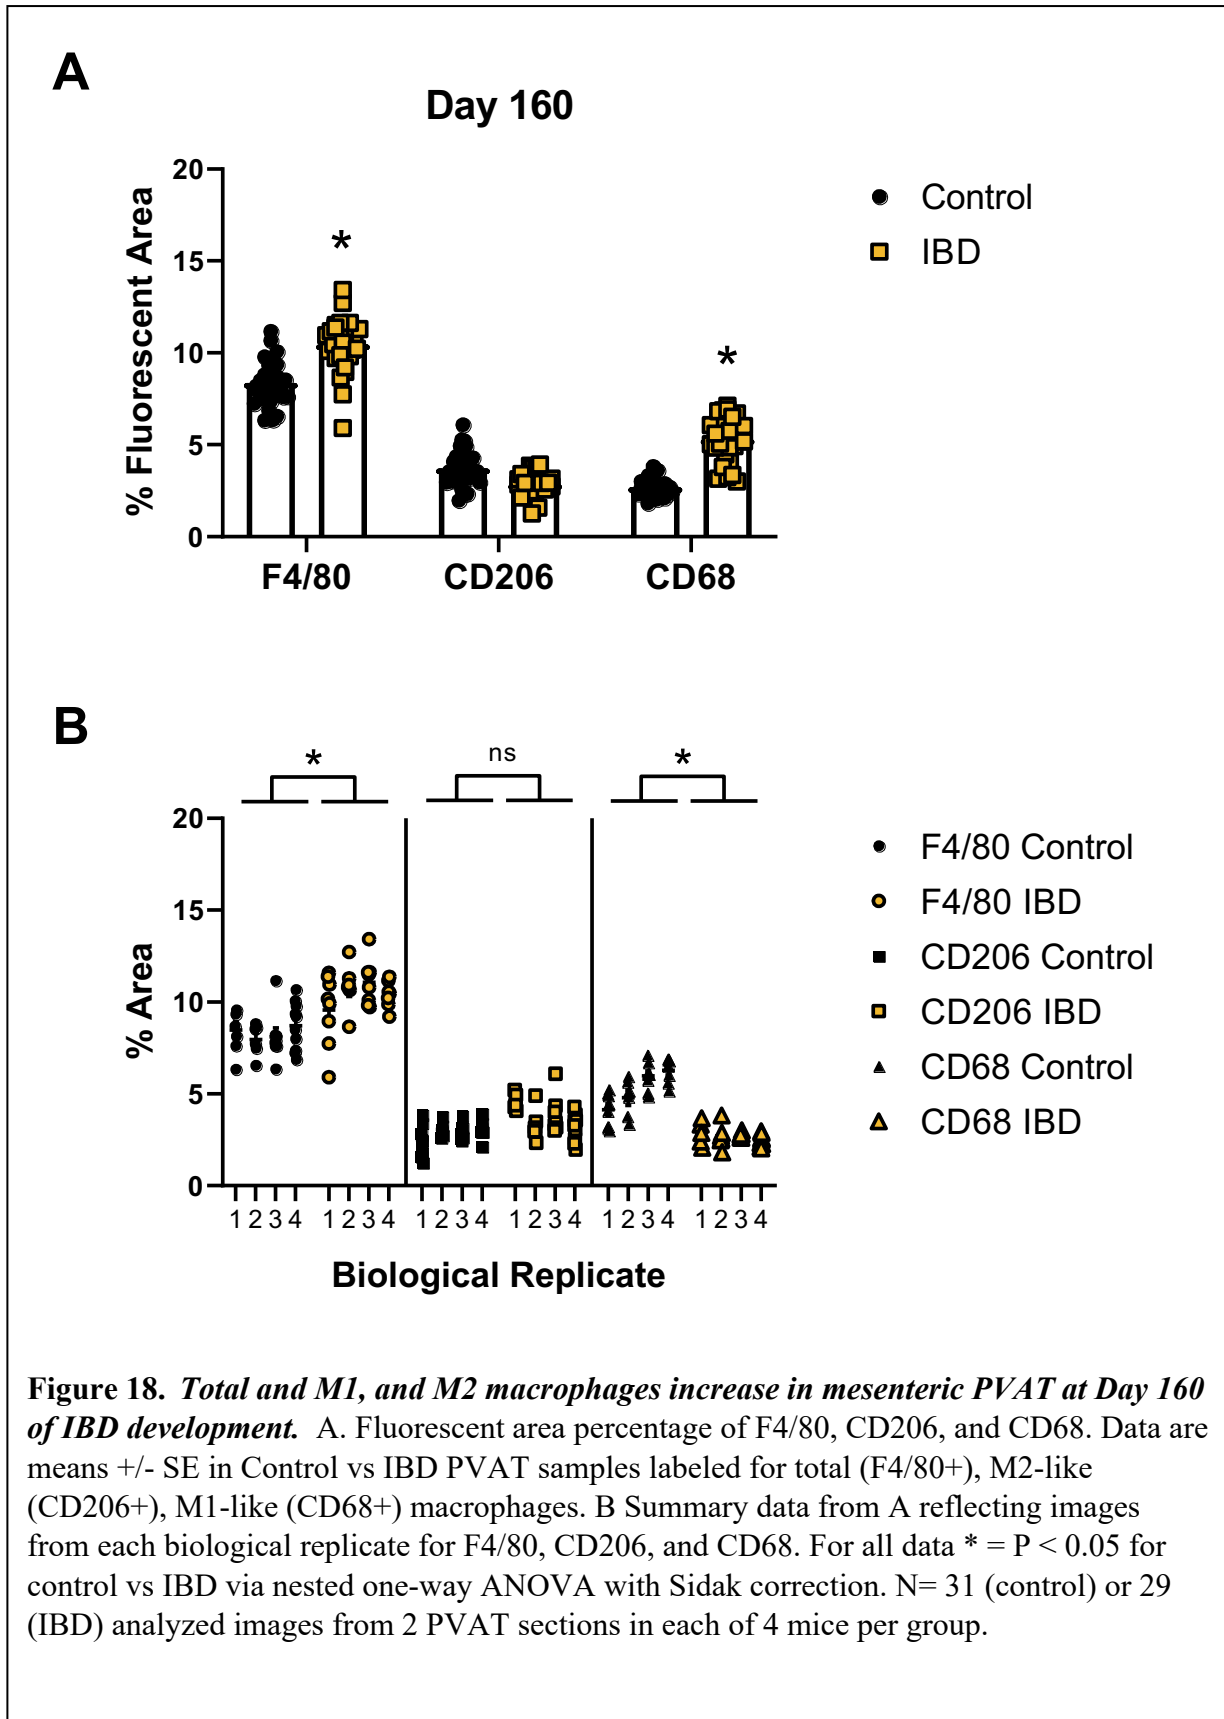 A
Day 160
% Fluorescent Area
20
15
10
5
0
*
*
F4/80 CD206 CD68
Control
IBD
B
* ns *
% Area
20
15
10
5
0
1 2 3 4 1 2 3 4 1 2 3 4 1 2 3 4 1 2 3 4 1 2 3 4
Biological Replicate
F4/80 Control
F4/80 IBD
CD206 Control
CD206 IBD
CD68 Control
CD68 IBD
Figure 18. Total and M1, and M2 macrophages increase in mesenteric PVAT at Day 160
of IBD development. A. Fluorescent area percentage of F4/80, CD206, and CD68. Data are
means +/- SE in Control vs IBD PVAT samples labeled for total (F4/80+), M2-like
(CD206+), M1-like (CD68+) macrophages. B Summary data from A reflecting images
from each biological replicate for F4/80, CD206, and CD68. For all data * = P < 0.05 for
control vs IBD via nested one-way ANOVA with Sidak correction. N= 31 (control) or 29
(IBD) analyzed images from 2 PVAT sections in each of 4 mice per group.